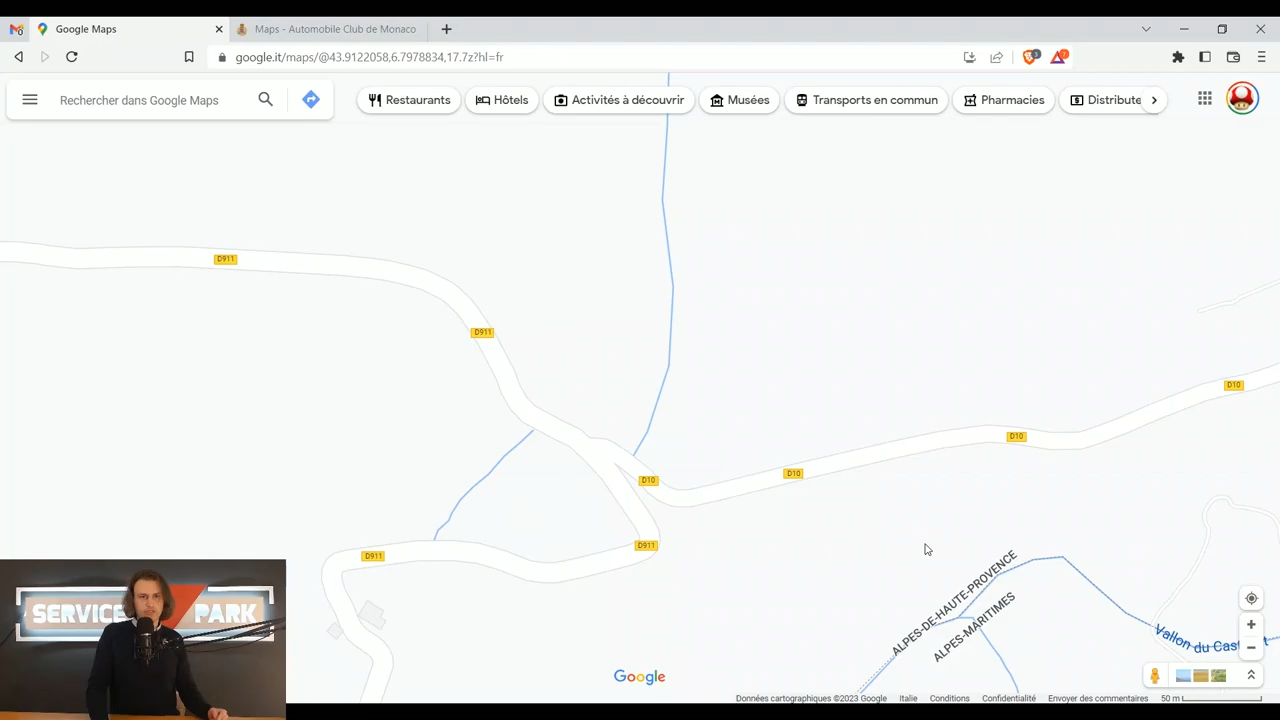 Google Maps
Maps - Automobile Club de Monaco
google.it/maps/@43.9122058,6.7978834,17.7z?hl=fr
Rechercher dans Google Maps
Restaurants
Hôtels
Activités à découvrir
Musées
Transports en commun
Pharmacies
Distribute
D911
D911
D10
D10
D10
D10
D911
D911
ALPES-DE-HAUTE-PROVENCE
ALPES-MARITIMES
Vallon du Cast
SERVICE PARK
Google
Données cartographiques ©2023 Google
Italie
Conditions
Confidentialité
Envoyer des commentaires
50 m